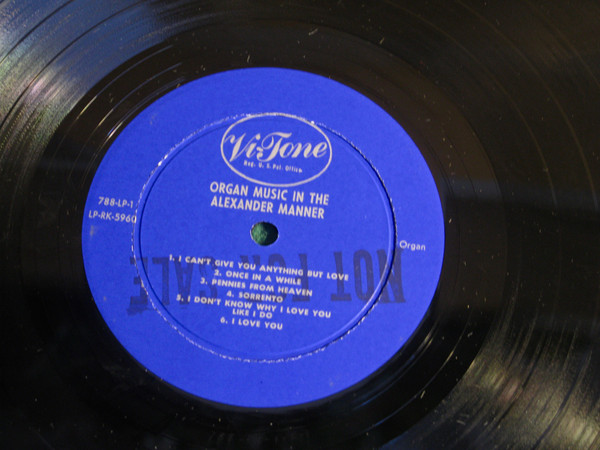 Vi-Tone
Reg. U. S. Pat. Office
ORGAN MUSIC IN THE
ALEXANDER MANNER
788-LP-1
LP-RK-5960
Organ
1. I CAN'T GIVE YOU ANYTHING BUT LOVE
2. ONCE IN A WHILE
3. PENNIES FROM HEAVEN
4. SORRENTO
5. I DON'T KNOW WHY I LOVE YOU
LIKE I DO
6. I LOVE YOU
NOT FOR SALE